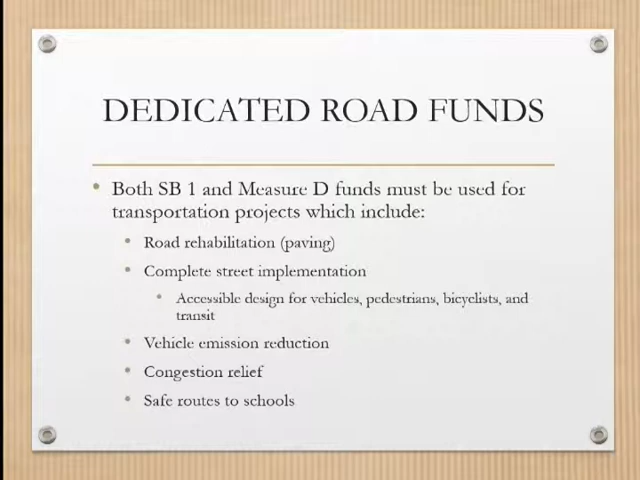 DEDICATED ROAD FUNDS
• Both SB 1 and Measure D funds must be used for
transportation projects which include:
• Road rehabilitation (paving)
• Complete street implementation
• Accessible design for vehicles, pedestrians, bicyclists, and
transit
• Vehicle emission reduction
• Congestion relief
• Safe routes to schools